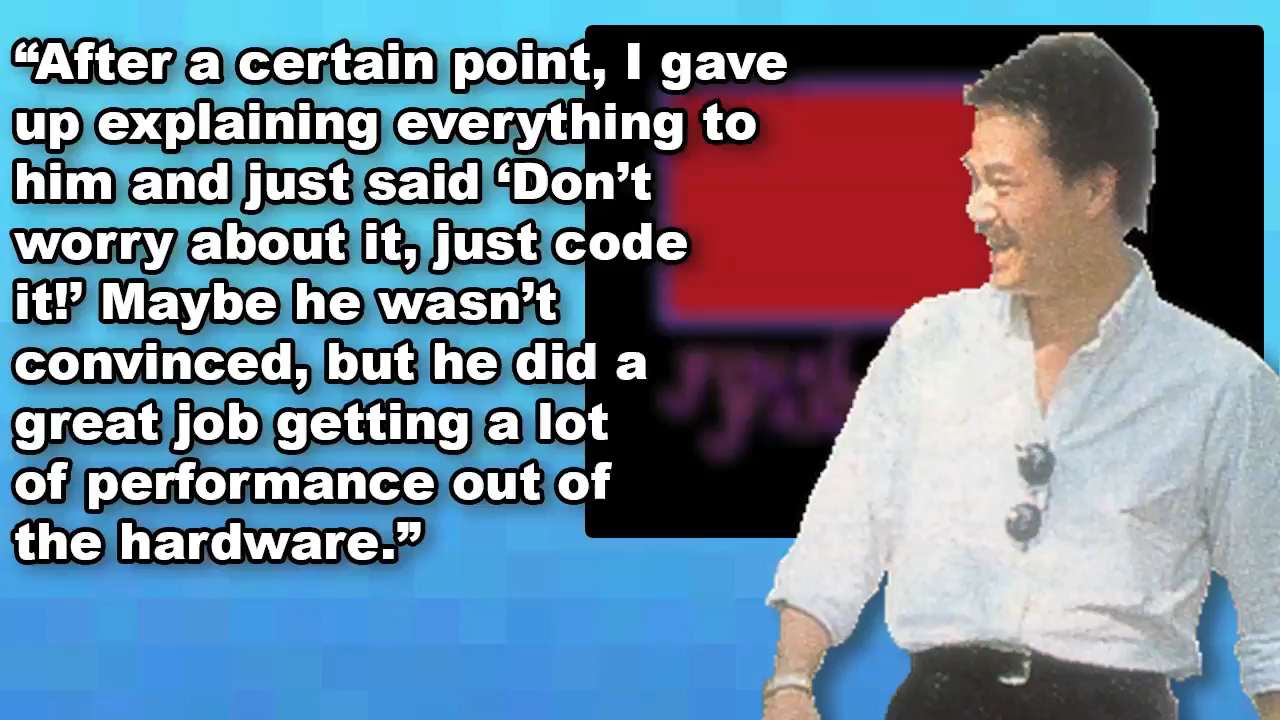 “After a certain point, I gave
up explaining everything to
him and just said ‘Don’t
worry about it, just code
it!’ Maybe he wasn’t
convinced, but he did a
great job getting a lot
of performance out of
the hardware.”